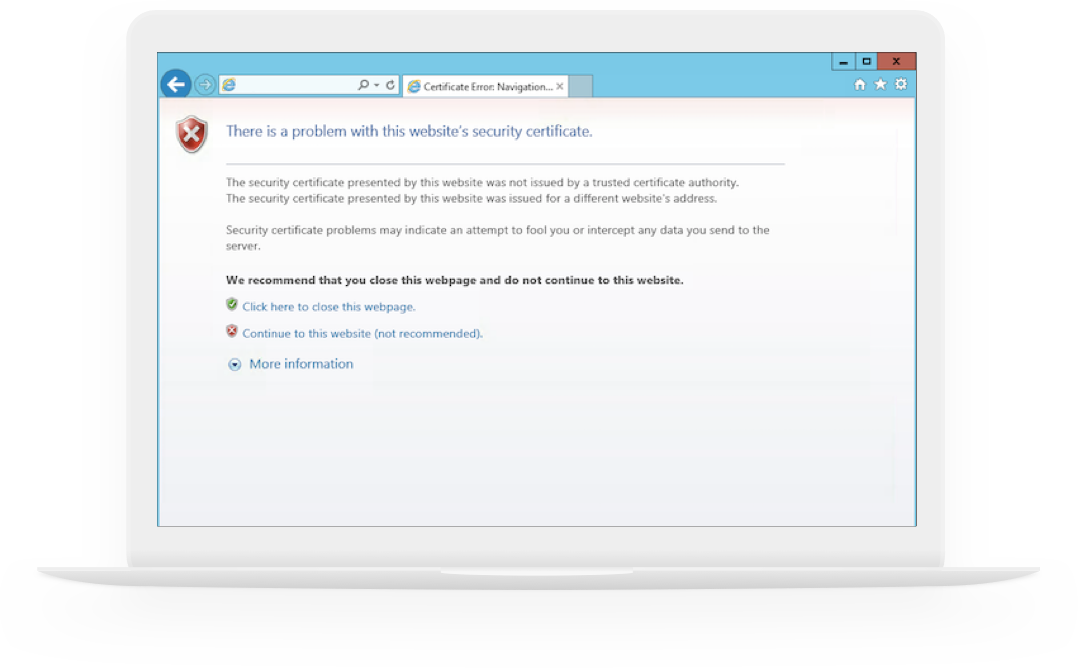 Certificate Error: Navigation...
There is a problem with this website's security certificate.
The security certificate presented by this website was not issued by a trusted certificate authority.
The security certificate presented by this website was issued for a different website's address.
Security certificate problems may indicate an attempt to fool you or intercept any data you send to the
server.
We recommend that you close this webpage and do not continue to this website.
Click here to close this webpage.
Continue to this website (not recommended).
More information